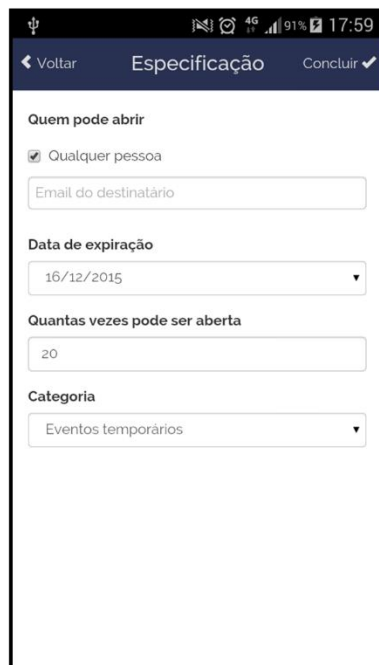 4G 91% 17:59
Voltar Especificação Concluir
Quem pode abrir
Qualquer pessoa
Email do destinatário
Data de expiração
16/12/2015
Quantas vezes pode ser aberta
20
Categoria
Eventos temporários